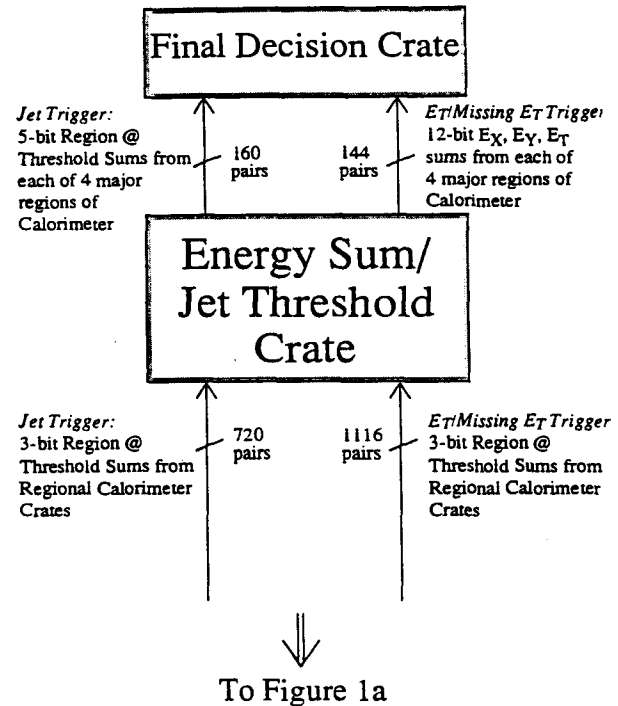 Final Decision Crate
Jet Trigger:
5-bit Region @
Threshold Sums from
each of 4 major
regions of
Calorimeter
160
pairs
144
pairs
ET/Missing ET Trigger
12-bit EX, EY, ET
sums from each of
4 major regions of
Calorimeter
Energy Sum/
Jet Threshold
Crate
Jet Trigger:
3-bit Region @
Threshold Sums from
Regional Calorimeter
Crates
720
pairs
1116
pairs
ET/Missing ET Trigger
3-bit Region @
Threshold Sums from
Regional Calorimeter
Crates
To Figure 1a